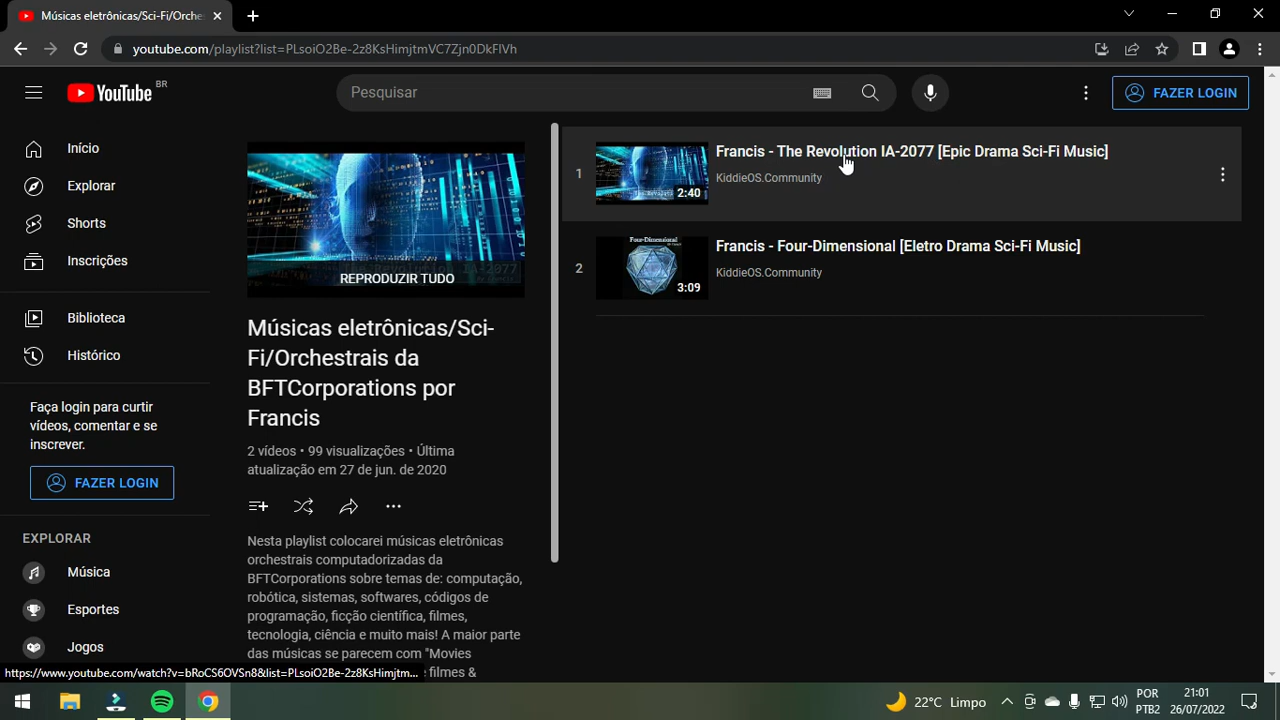 Músicas eletrônicas/Sci-Fi/Orche
youtube.com/playlist?list=PLsoiO2Be-2z8KsHimjtmVC7Zjn0DkFlVh
YouTube BR
Pesquisar
FAZER LOGIN
Início
Explorar
Shorts
Inscrições
Biblioteca
Histórico
Faça login para curtir
vídeos, comentar e se
inscrever.
FAZER LOGIN
EXPLORAR
Música
Esportes
Jogos
The Revolution IA-2077
REPRODUZIR TUDO
Músicas eletrônicas/Sci-
Fi/Orchestrais da
BFTCorporations por
Francis
2 vídeos • 99 visualizações • Última
atualização em 27 de jun. de 2020
Nesta playlist colocarei músicas eletrônicas
orchestrais computadorizadas da
BFTCorporations sobre temas de: computação,
robótica, sistemas, softwares, códigos de
programação, ficção científica, filmes,
tecnologia, ciência e muito mais! A maior parte
das músicas se parecem com "Movies
filmes &
1
2:40
Francis - The Revolution IA-2077 [Epic Drama Sci-Fi Music]
KiddieOS.Community
2
Four-Dimensional
3:09
Francis - Four-Dimensional [Eletro Drama Sci-Fi Music]
KiddieOS.Community
https://www.youtube.com/watch?v=bRoCS6OVSn8&list=PLsoiO2Be-2z8KsHimjtm...
22°C Limpo
POR
PTB2
21:01
26/07/2022